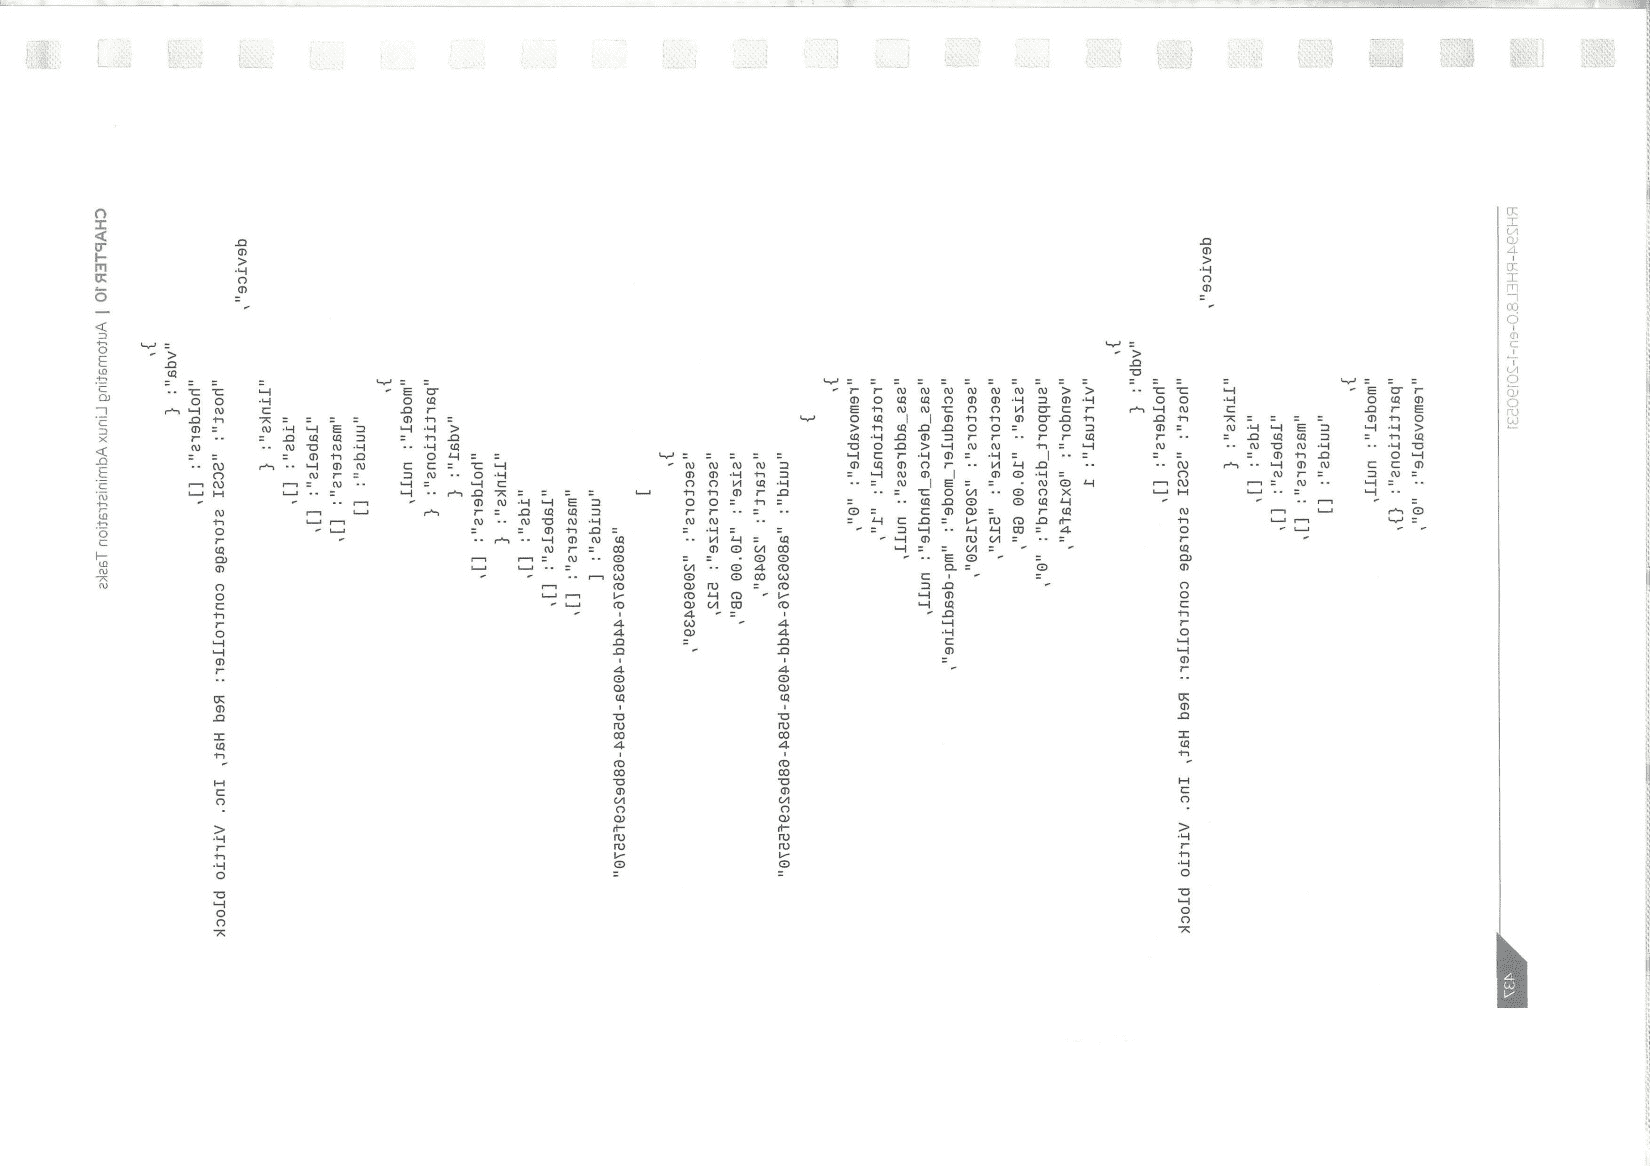 CHAPTER 10 | Automating Linux Administration Tasks
},
"vda": {
"holders": [],
"host": "SCSI storage controller: Red Hat, Inc. Virtio block
device",
"links": {
"ids": [],
"labels": [],
"masters": [],
"uuids": []
},
"model": null,
"partitions": {
"vda1": {
"holders": [],
"links": {
"ids": [],
"labels": [],
"masters": [],
"uuids": [
"a8063676-44dd-409a-b584-68be2c9f5570"
]
},
"sectors": "20969439",
"sectorsize": 512,
"size": "10.00 GB",
"start": "2048",
"uuid": "a8063676-44dd-409a-b584-68be2c9f5570"
}
},
"removable": "0",
"rotational": "1",
"sas_address": null,
"sas_device_handle": null,
"scheduler_mode": "mq-deadline",
"sectors": "20971520",
"sectorsize": "512",
"size": "10.00 GB",
"support_discard": "0",
"vendor": "0x1af4",
"virtual": 1
},
"vdb": {
"holders": [],
"host": "SCSI storage controller: Red Hat, Inc. Virtio block
device",
"links": {
"ids": [],
"labels": [],
"masters": [],
"uuids": []
},
"model": null,
"partitions": {},
"removable": "0",
RH294-RHEL8.0-en-1-20190531
437